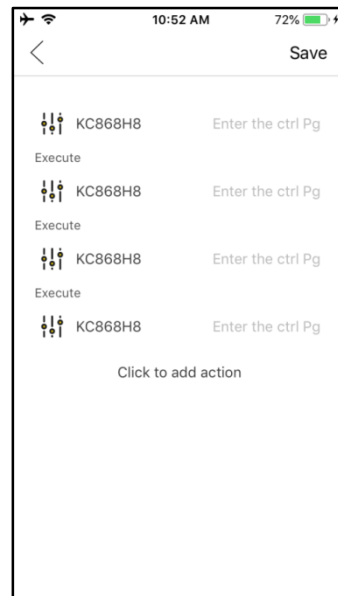 10:52 AM 72%
Save
KC868H8 Enter the ctrl Pg
Execute
KC868H8 Enter the ctrl Pg
Execute
KC868H8 Enter the ctrl Pg
Execute
KC868H8 Enter the ctrl Pg
Click to add action